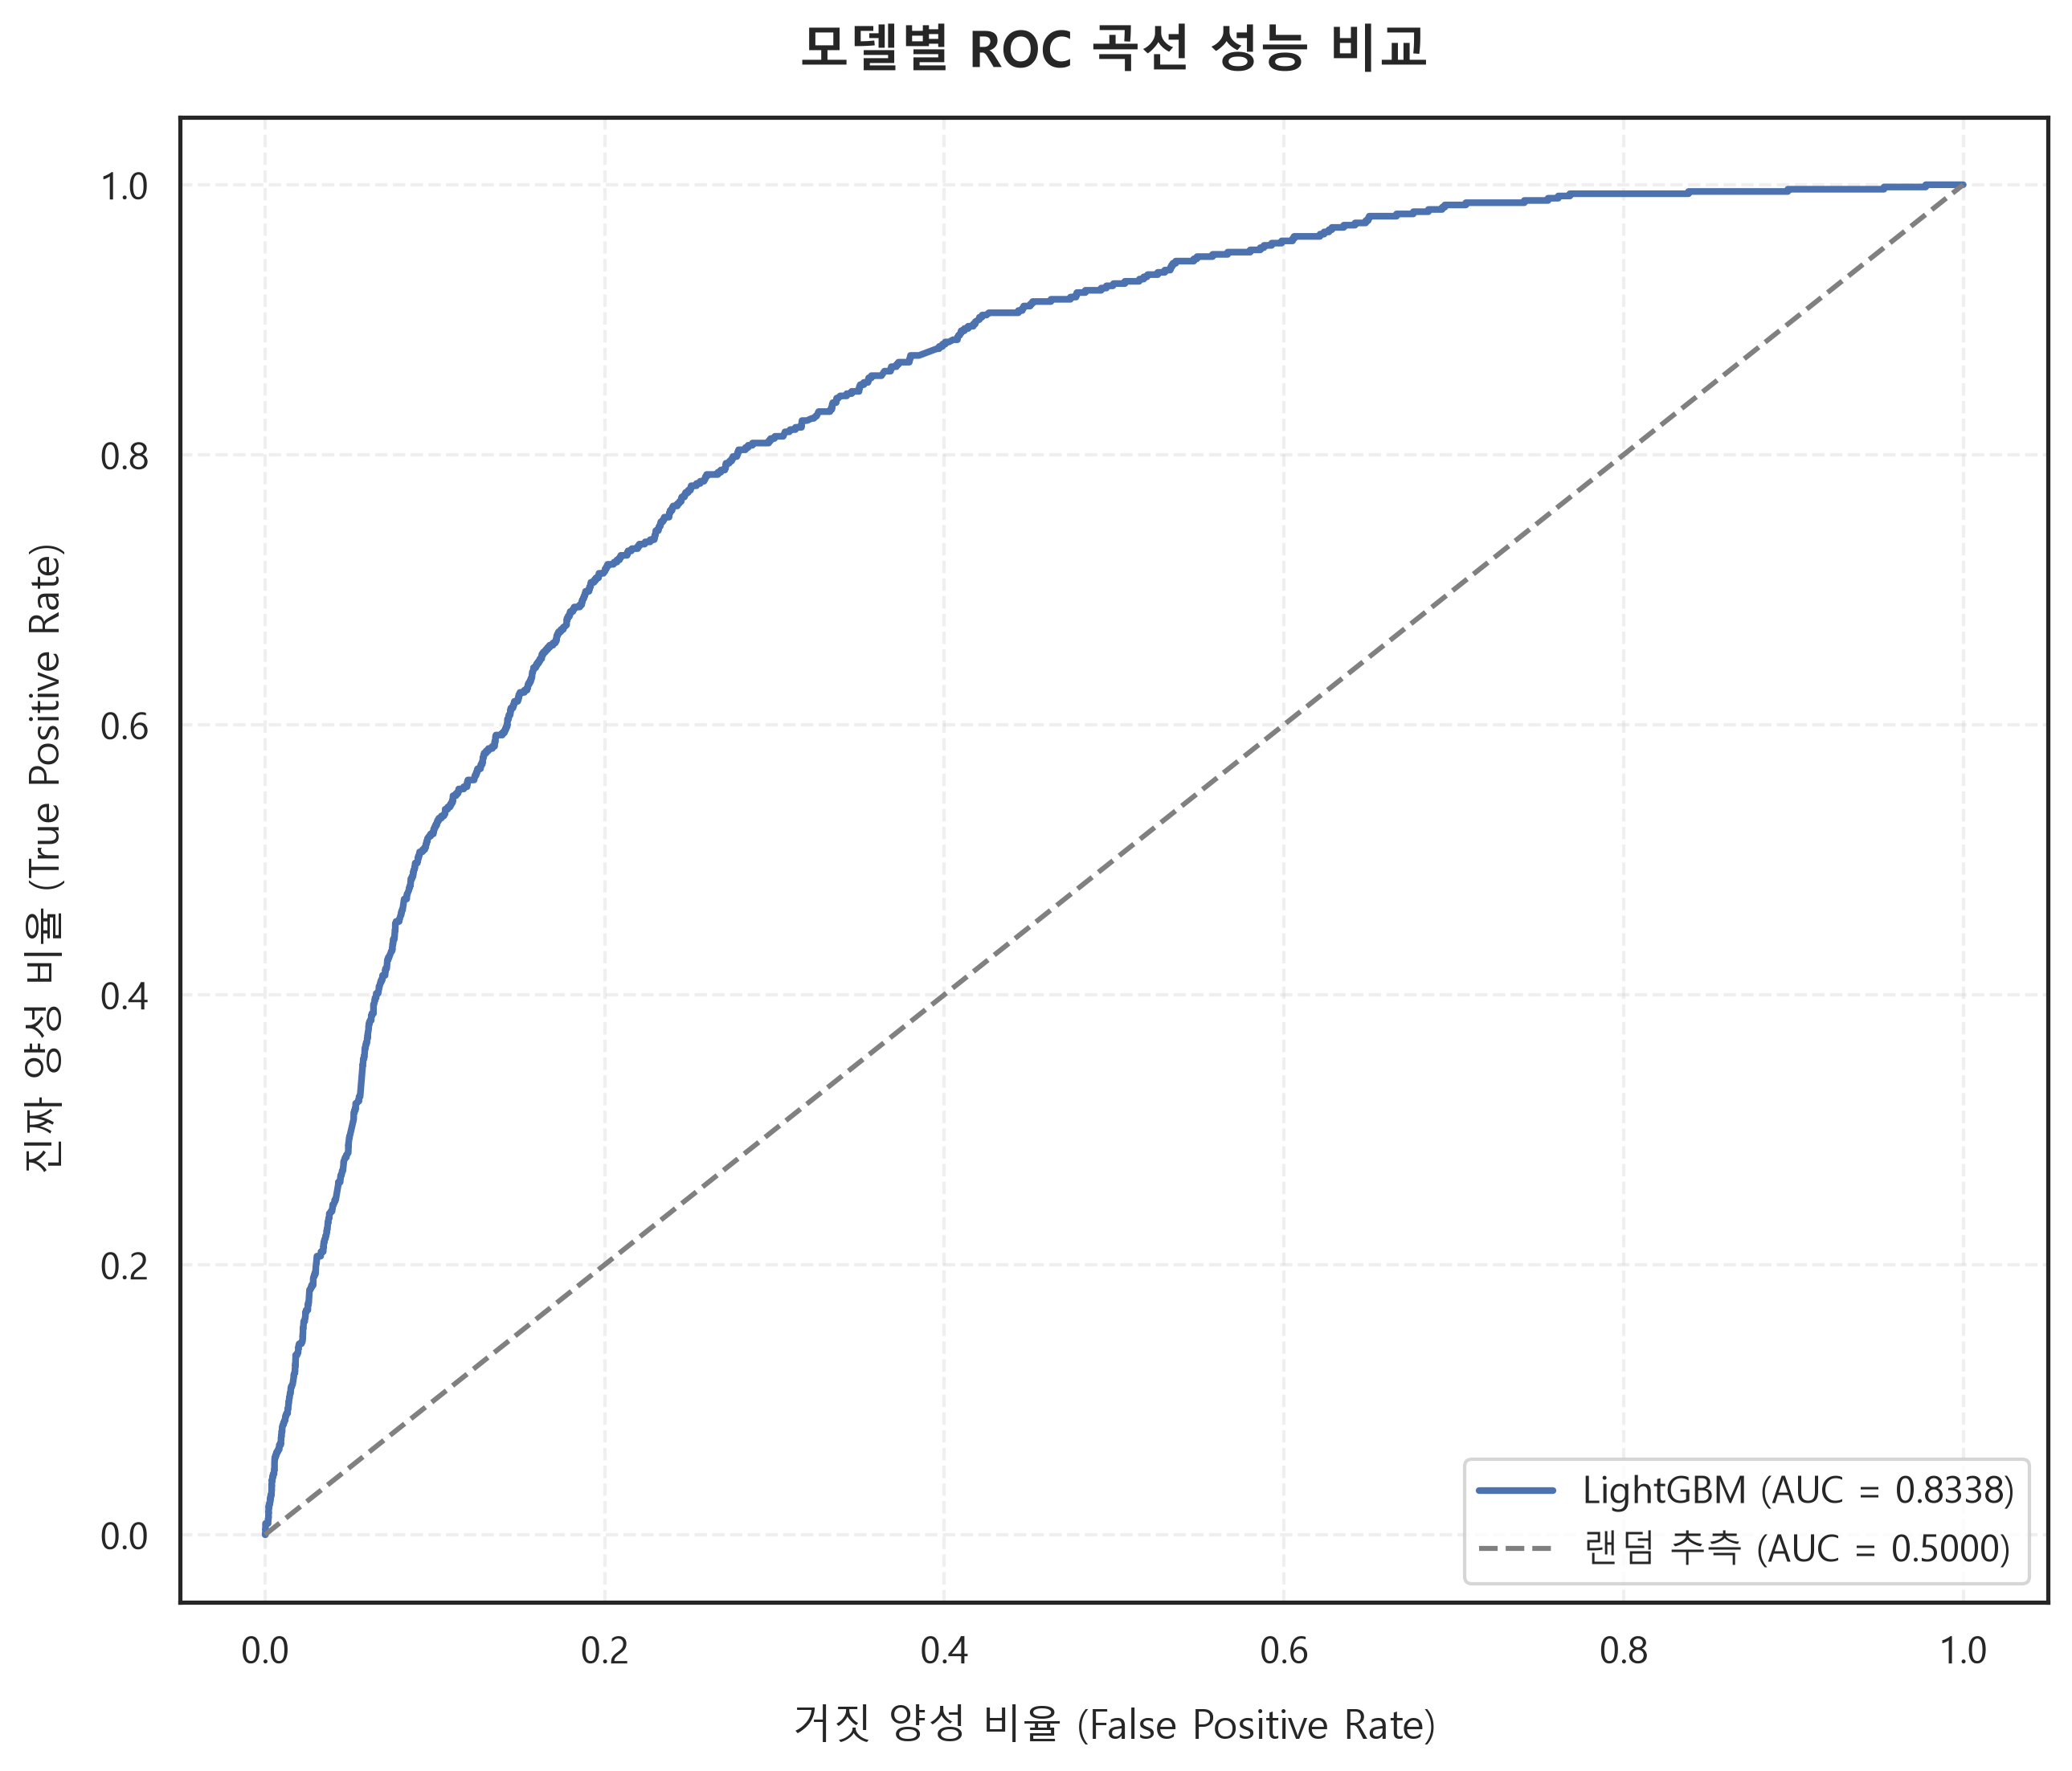 모델별 ROC 곡선 성능 비교
진짜 양성 비율 (True Positive Rate)
1.0
0.8
0.6
0.4
0.2
0.0
LightGBM (AUC = 0.8338)
랜덤 추측 (AUC = 0.5000)
0.0 0.2 0.4 0.6 0.8 1.0
거짓 양성 비율 (False Positive Rate)